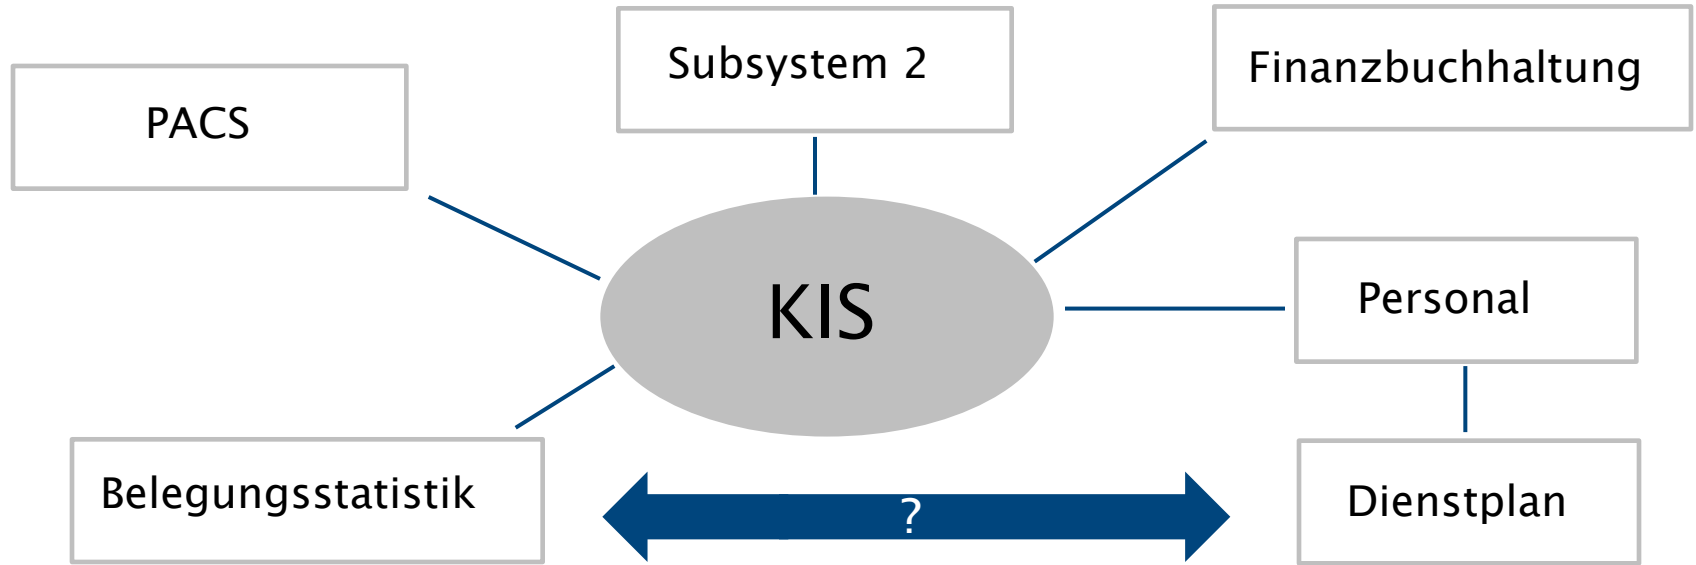 PACS
Subsystem 2
Finanzbuchhaltung
KIS
Personal
Belegungsstatistik
?
Dienstplan